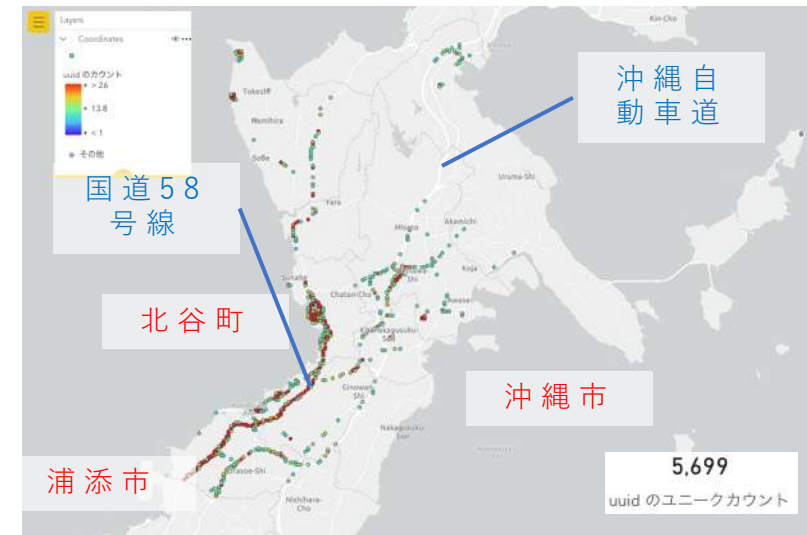 Layers
Coordinates
uuid のカウント
> 26
13.8
< 1
その他
Kin-Cho
沖縄自
動車道
Tokeshi
Namihira
Sobe
国道58
号線
Yara
Uruma-Shi
Misato
Akamichi
Sunabe
Chatan-Cho
Koja
Awase
北谷町
Kitanakagusuku-
Son
Ginowan-
Shi
沖縄市
Nakagusuku-
Son
浦添市
Urasoe-Shi
Nishihara-
Cho
5,699
uuid のユニークカウント